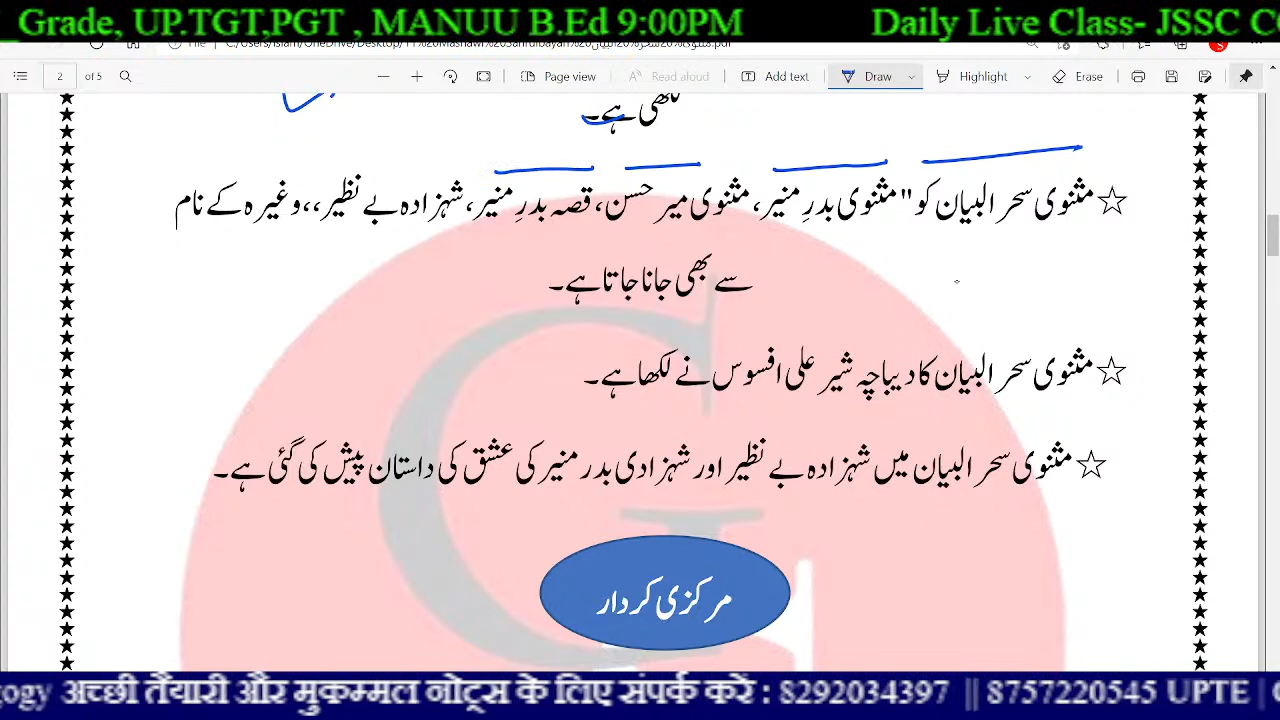 _Grade, UP.TGT,PGT , MANUU B.Ed 9:00PM Daily Live Class- JSSC
2 of 5 Page view Read aloud Add text Draw Highlight Erase
لکھی ہے۔
☆مثنوی سحر البیان کو "مثنوی بدرِ منیر، مثنوی میر حسن، قصہ بدرِ منیر، شہزادہ بے نظیر،، وغیرہ کے نام
سے بھی جانا جاتا ہے۔
☆مثنوی سحر البیان کا دیباچہ شیر علی افسوس نے لکھا ہے۔
☆مثنوی سحر البیان میں شہزادہ بے نظیر اور شہزادی بدر منیر کی عشق کی داستان پیش کی گئی ہے۔
مرکزی کردار
ogy अच्छी तैयारी और मुकम्मल नोट्स के लिए संपर्क करें : 8292034397 || 8757220545 UPTE